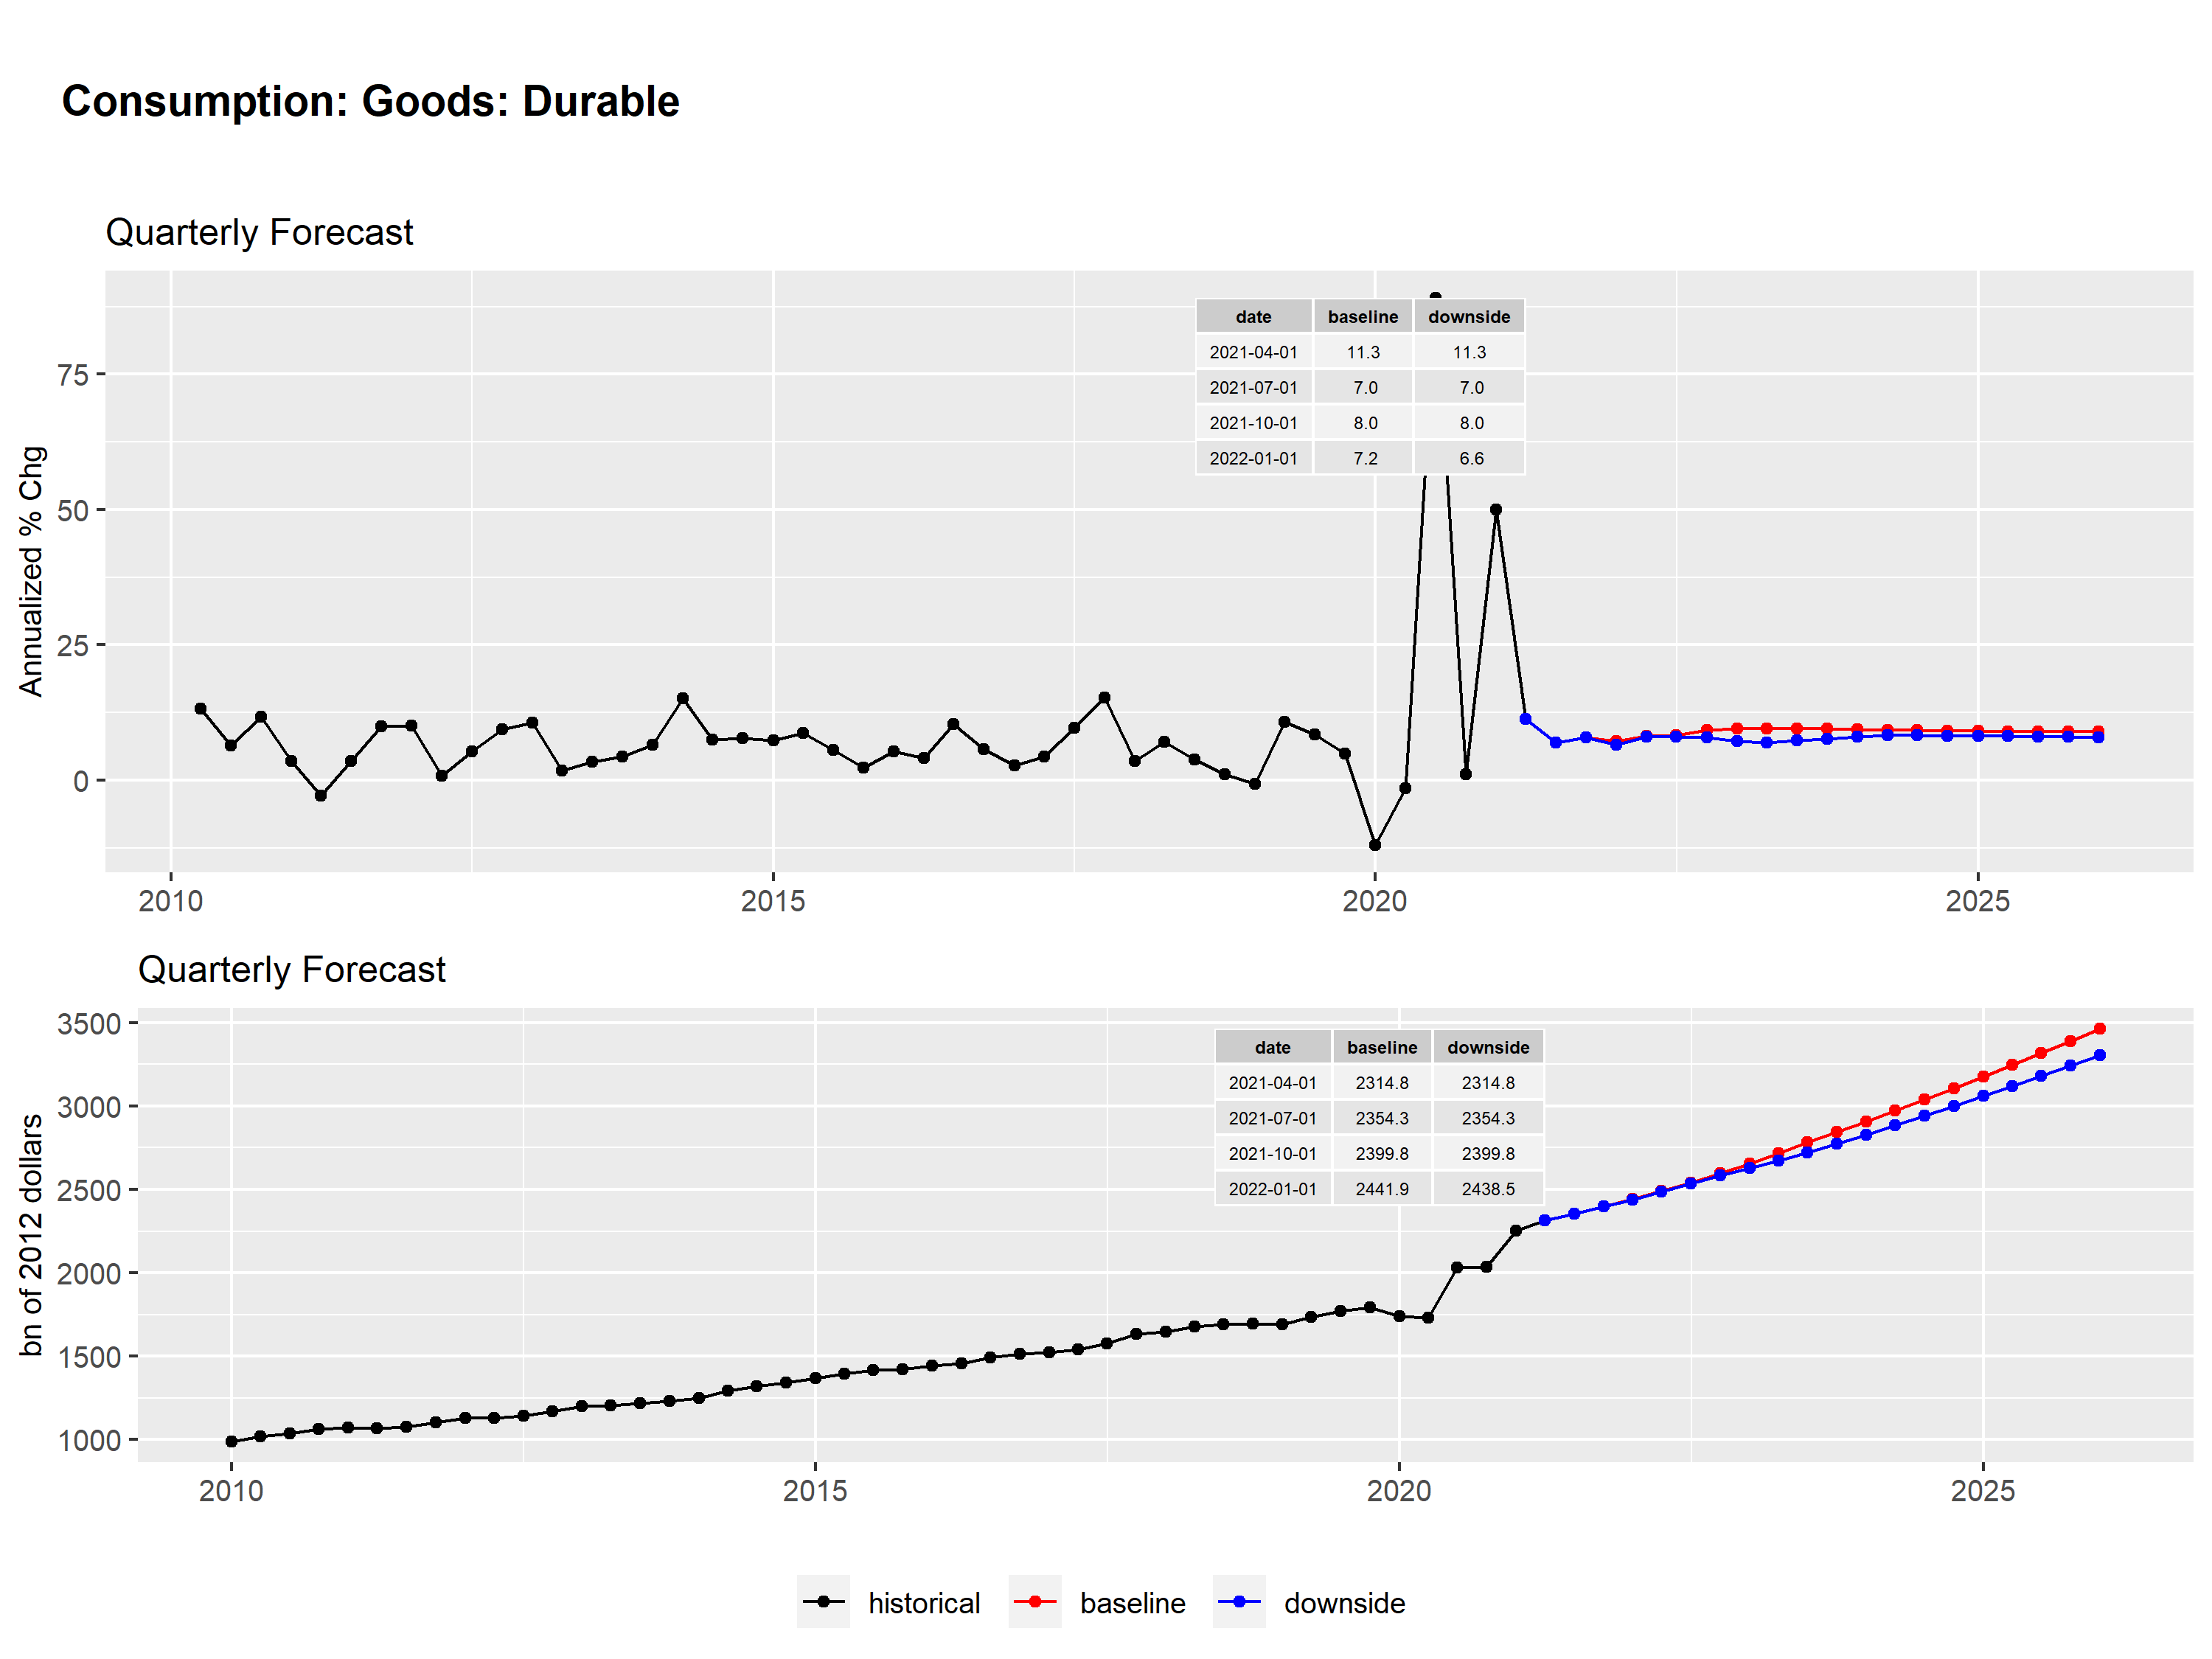 Consumption: Goods: Durable
Quarterly Forecast
Annualized % Chg
75
50
25
0
date baseline downside
2021-04-01 11.3 11.3
2021-07-01 7.0 7.0
2021-10-01 8.0 8.0
2022-01-01 7.2 6.6
2010 2015 2020 2025
Quarterly Forecast
bn of 2012 dollars
3500
3000
2500
2000
1500
1000
date baseline downside
2021-04-01 2314.8 2314.8
2021-07-01 2354.3 2354.3
2021-10-01 2399.8 2399.8
2022-01-01 2441.9 2438.5
2010 2015 2020 2025
historical baseline downside